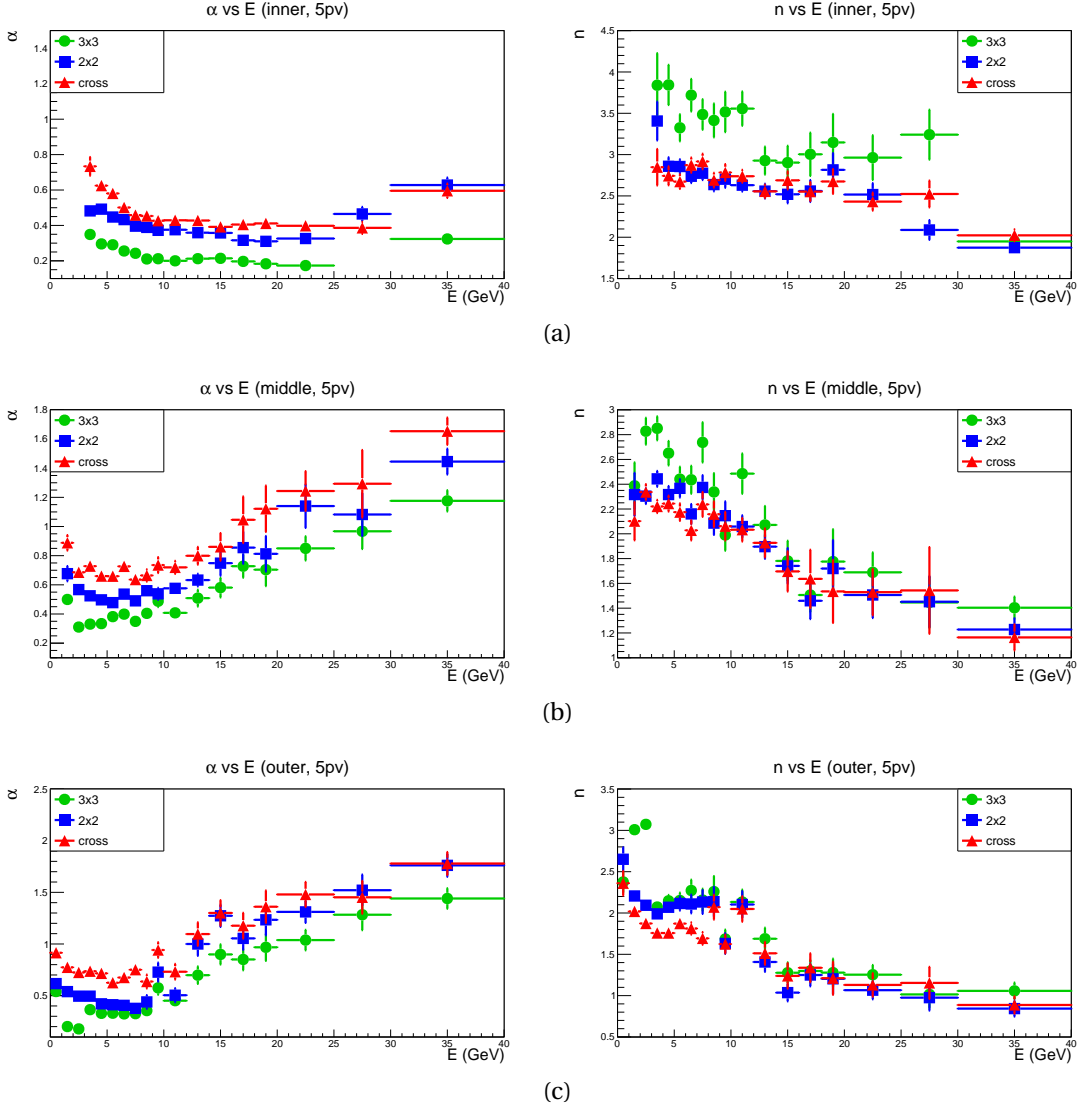 α vs E (inner, 5pv)
α
1.4
1.2
1
0.8
0.6
0.4
0.2
3x3
2x2
cross
0 5 10 15 20 25 30 35 40
E (GeV)
n vs E (inner, 5pv)
n
4.5
4
3.5
3
2.5
2
1.5
3x3
2x2
cross
0 5 10 15 20 25 30 35 40
E (GeV)
(a)
α vs E (middle, 5pv)
α
1.8
1.6
1.4
1.2
1
0.8
0.6
0.4
0.2
3x3
2x2
cross
0 5 10 15 20 25 30 35 40
E (GeV)
n vs E (middle, 5pv)
n
3
2.8
2.6
2.4
2.2
2
1.8
1.6
1.4
1.2
1
3x3
2x2
cross
0 5 10 15 20 25 30 35 40
E (GeV)
(b)
α vs E (outer, 5pv)
α
2.5
2
1.5
1
0.5
3x3
2x2
cross
0 5 10 15 20 25 30 35 40
E (GeV)
n vs E (outer, 5pv)
n
3.5
3
2.5
2
1.5
1
0.5
3x3
2x2
cross
0 5 10 15 20 25 30 35 40
E (GeV)
(c)